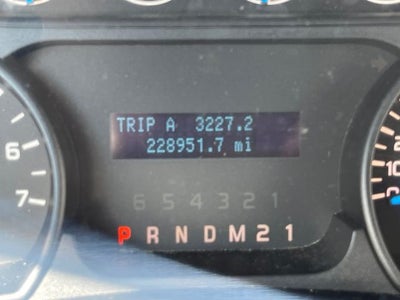 TRIP A 3227.2
228951.7 mi
6
7
6 5 4 3 2 1
P R N D M 2 1